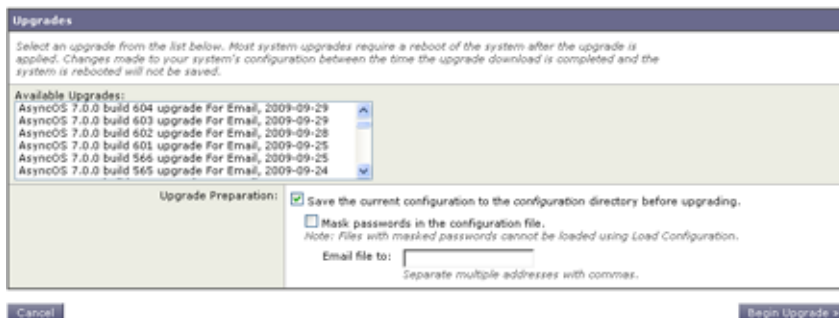 Upgrades
Select an upgrade from the list below. Most system upgrades require a reboot of the system after the upgrade is
applied. Changes made to your system's configuration between the time the upgrade download is completed and the
system is rebooted will not be saved.
Available Upgrades:
AsyncOS 7.0.0 build 604 upgrade For Email, 2009-09-29
AsyncOS 7.0.0 build 603 upgrade For Email, 2009-09-29
AsyncOS 7.0.0 build 602 upgrade For Email, 2009-09-28
AsyncOS 7.0.0 build 601 upgrade For Email, 2009-09-25
AsyncOS 7.0.0 build 566 upgrade For Email, 2009-09-25
AsyncOS 7.0.0 build 565 upgrade For Email, 2009-09-24
Upgrade Preparation:
Save the current configuration to the configuration directory before upgrading.
Mask passwords in the configuration file.
Note: Files with masked passwords cannot be loaded using Load Configuration.
Email file to:
Separate multiple addresses with commas.
Cancel
Begin Upgrade »